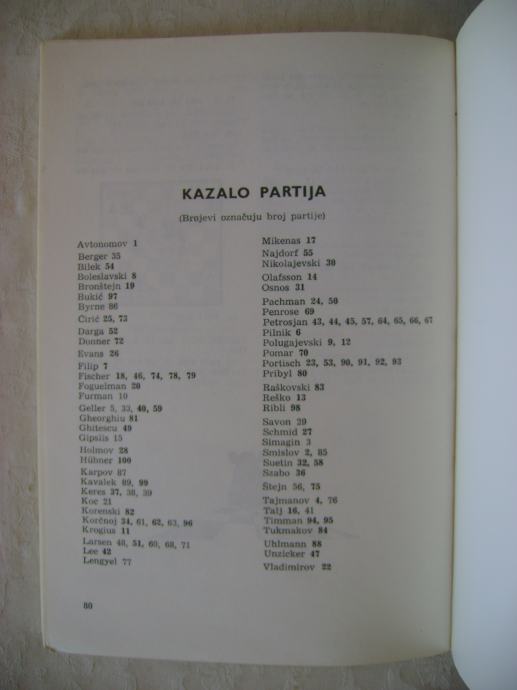 KAZALO PARTIJA
(Brojevi označuju broj partije)
Avtonomov 1
Berger 35
Bilek 54
Boleslavski 8
Bronštejn 19
Bukić 97
Byrne 86
Ćirić 25, 73
Darga 52
Donner 72
Evans 26
Filip 7
Fischer 18, 46, 74, 78, 79
Foguelman 20
Furman 10
Geller 5, 33, 40, 59
Gheorghiu 81
Ghitescu 49
Gipslis 15
Holmov 28
Hübner 100
Karpov 87
Kavalek 89, 99
Keres 37, 38, 39
Koc 21
Korenski 82
Korčnoj 34, 61, 62, 63, 96
Krogius 11
Larsen 48, 51, 60, 68, 71
Lee 42
Lengyel 77
Mikenas 17
Najdorf 55
Nikolajevski 30
Olafsson 14
Osnos 31
Pachman 24, 50
Penrose 69
Petrosjan 43, 44, 45, 57, 64, 65, 66, 67
Pilnik 6
Polugajevski 9, 12
Pomar 70
Portisch 23, 53, 90, 91, 92, 93
Pribyl 80
Raškovski 83
Reško 13
Ribli 98
Savon 29
Schmid 27
Simagin 3
Smislov 2, 85
Suetin 32, 58
Szabo 36
Štejn 56, 75
Tajmanov 4, 76
Talj 16, 41
Timman 94, 95
Tukmakov 84
Uhlmann 88
Unzicker 47
Vladimirov 22
80